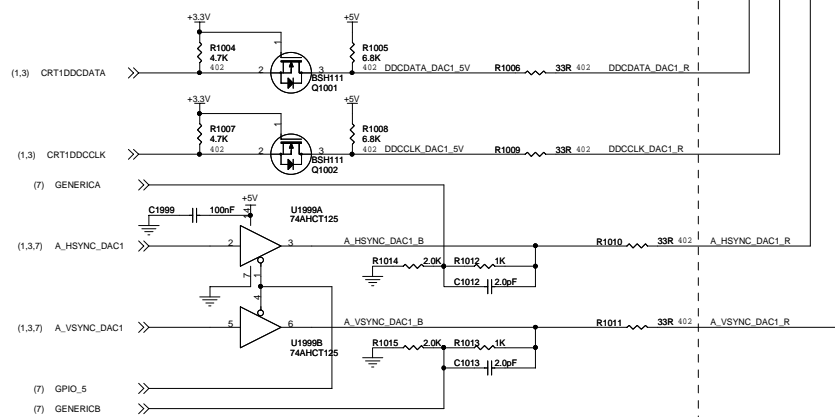 +3.3V +5V
R1004 R1005
4.7K 6.8K
402 1
(1,3) CRT1DDCDATA 2 3 402 DDCDATA_DAC1_5V R1006 33R 402 DDCDATA_DAC1_R
BSH111
Q1001
+3.3V +5V
R1007 R1008
4.7K 6.8K
402 1
(1,3) CRT1DDCCLK 2 3 402 DDCCLK_DAC1_5V R1009 33R 402 DDCCLK_DAC1_R
BSH111
Q1002
(7) GENERICA
+5V
C1999 100nF 14 U1999A
74AHCT125
(1,3,7) A_HSYNC_DAC1 2 3 A_HSYNC_DAC1_B R1010 33R 402 A_HSYNC_DAC1_R
R1014 2.0K R1012 1K
7 1 C1012 2.0pF
4
(1,3,7) A_VSYNC_DAC1 5 6 A_VSYNC_DAC1_B R1011 33R 402 A_VSYNC_DAC1_R
U1999B R1015 2.0K R1013 1K
74AHCT125
C1013 2.0pF
(7) GPIO_5
(7) GENERICB